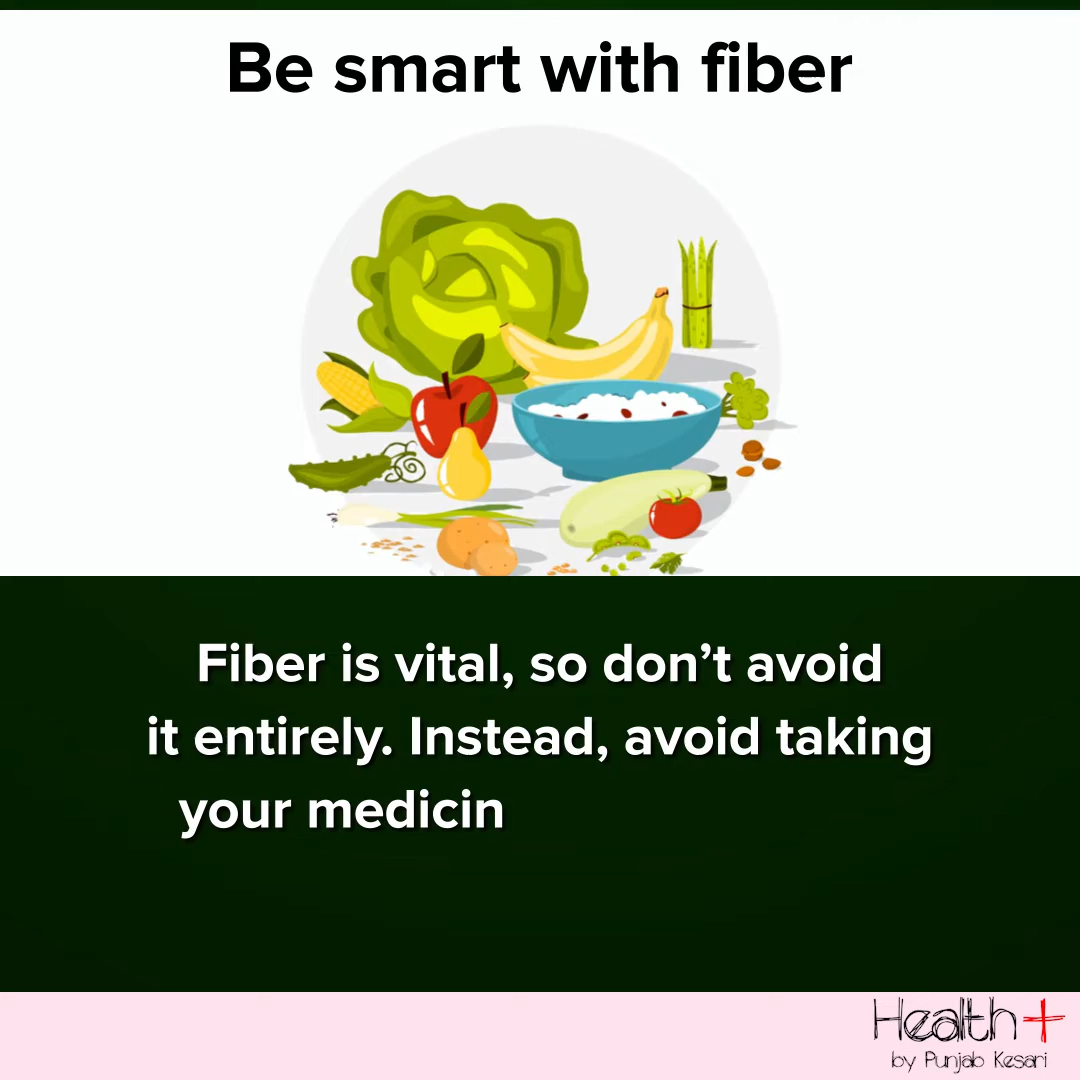 Be smart with fiber
Fiber is vital, so don’t avoid
it entirely. Instead, avoid taking
your medicin
Health+
by Punjab Kesari